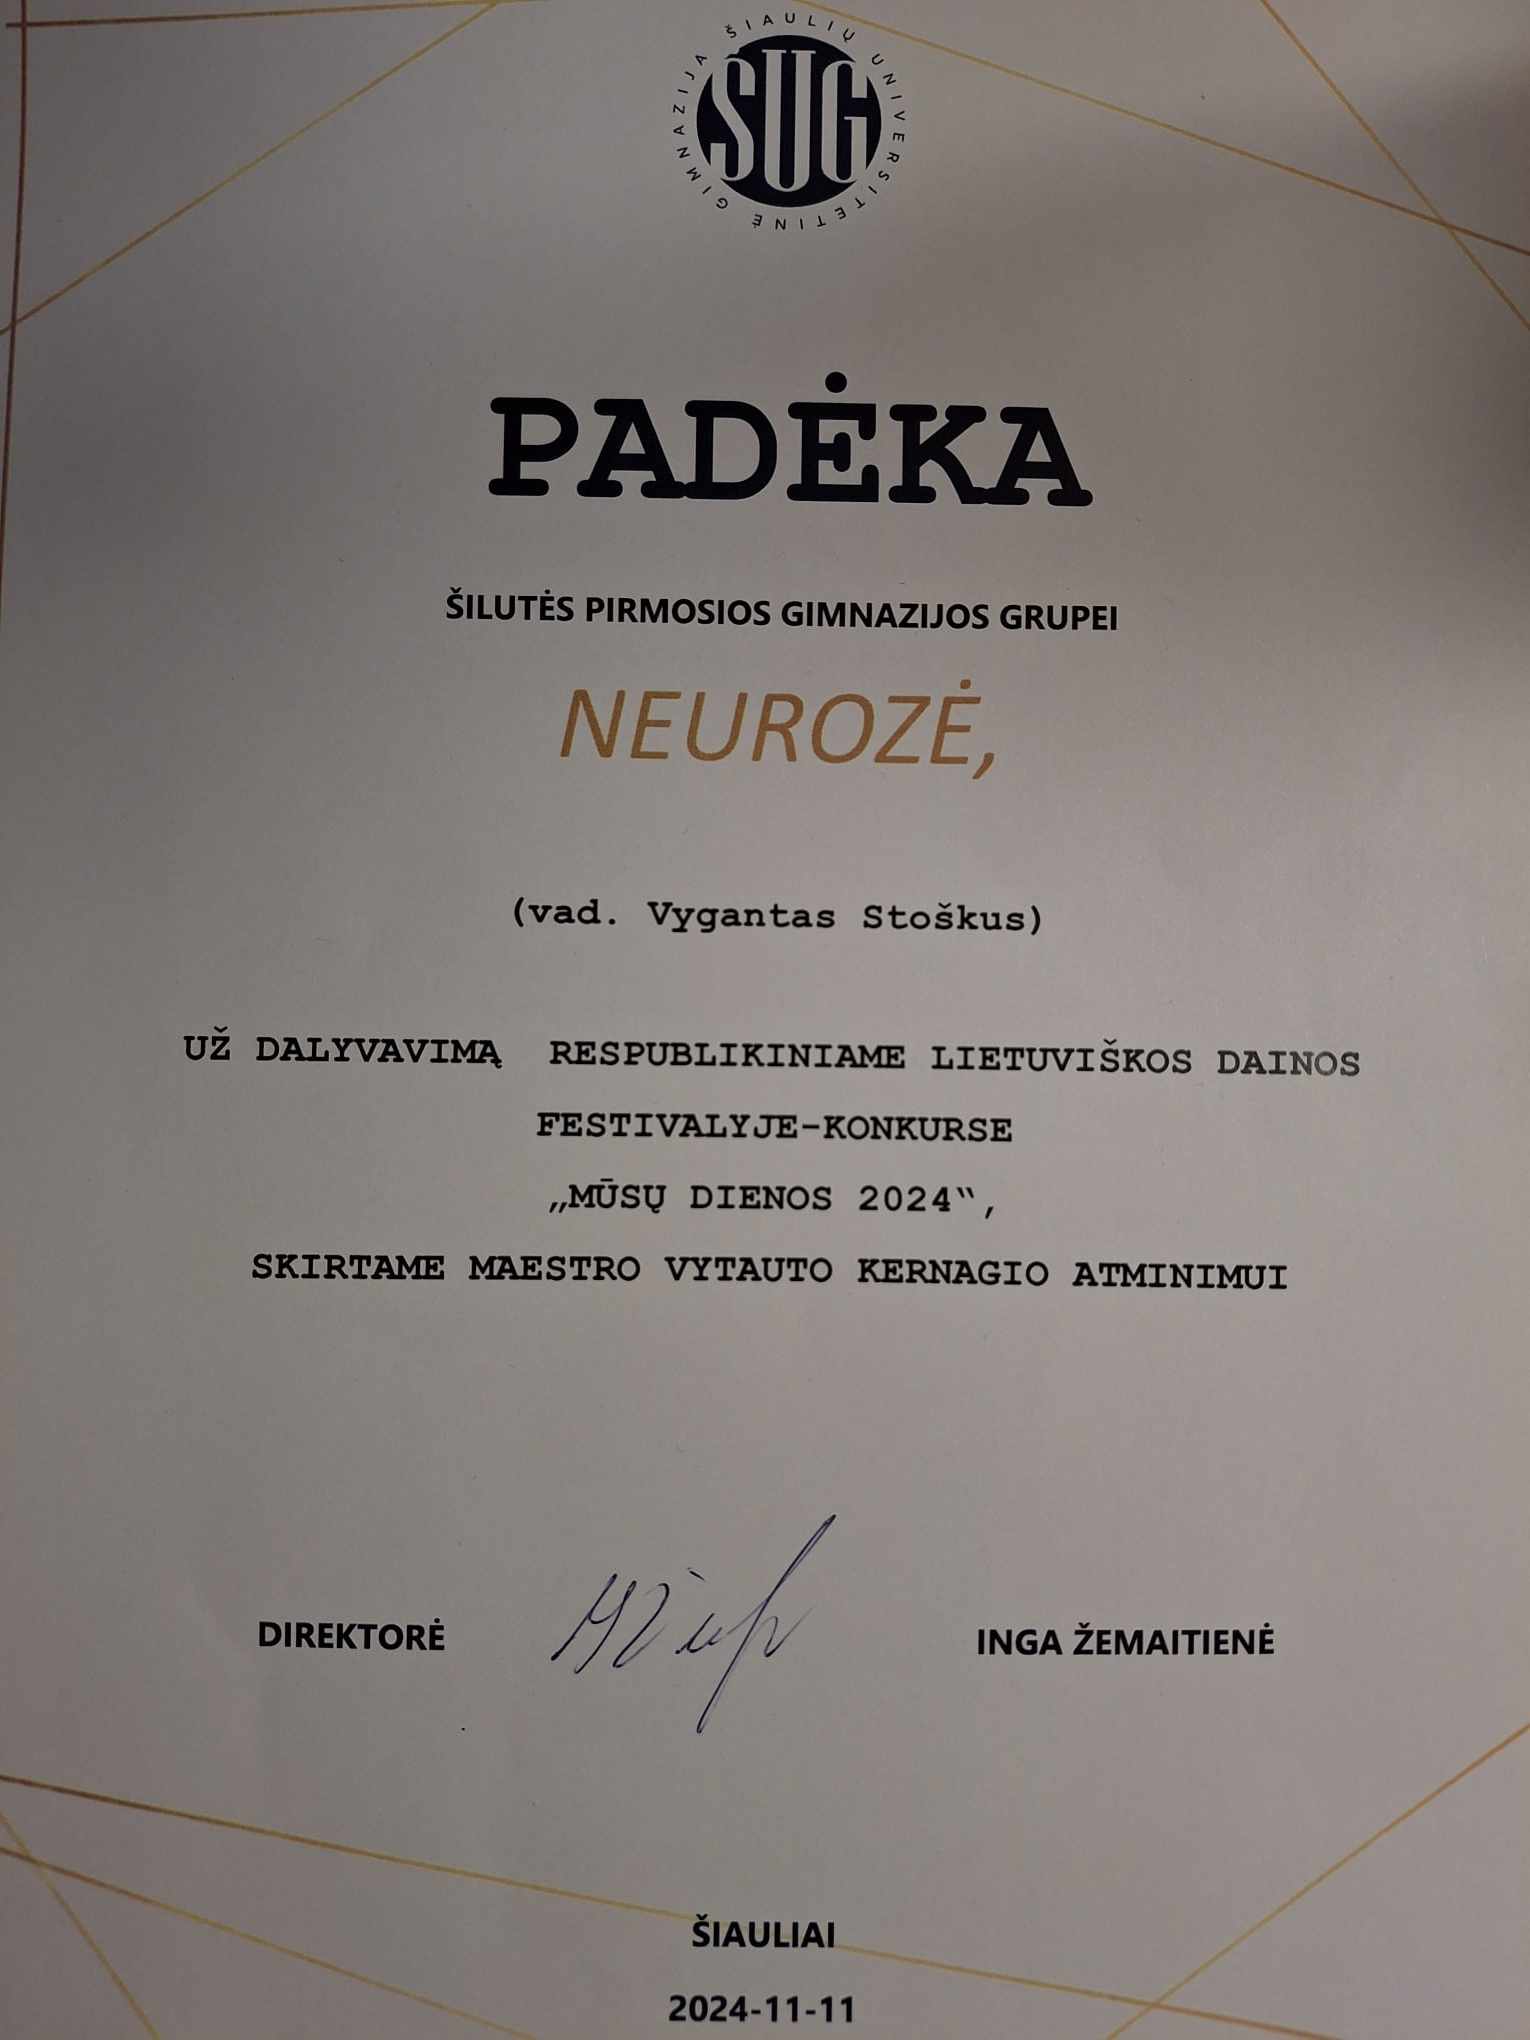 ŠIAULIŲ UNIVERSITETINĖ GIMNAZIJA
ŠUG
PADĖKA
ŠILUTĖS PIRMOSIOS GIMNAZIJOS GRUPEI
NEUROZĖ,
(vad. Vygantas Stoškus)
UŽ DALYVAVIMĄ RESPUBLIKINIAME LIETUVIŠKOS DAINOS
FESTIVALYJE-KONKURSE
„MŪSŲ DIENOS 2024“,
SKIRTAME MAESTRO VYTAUTO KERNAGIO ATMINIMUI
DIREKTORĖ INGA ŽEMAITIENĖ
ŠIAULIAI
2024-11-11